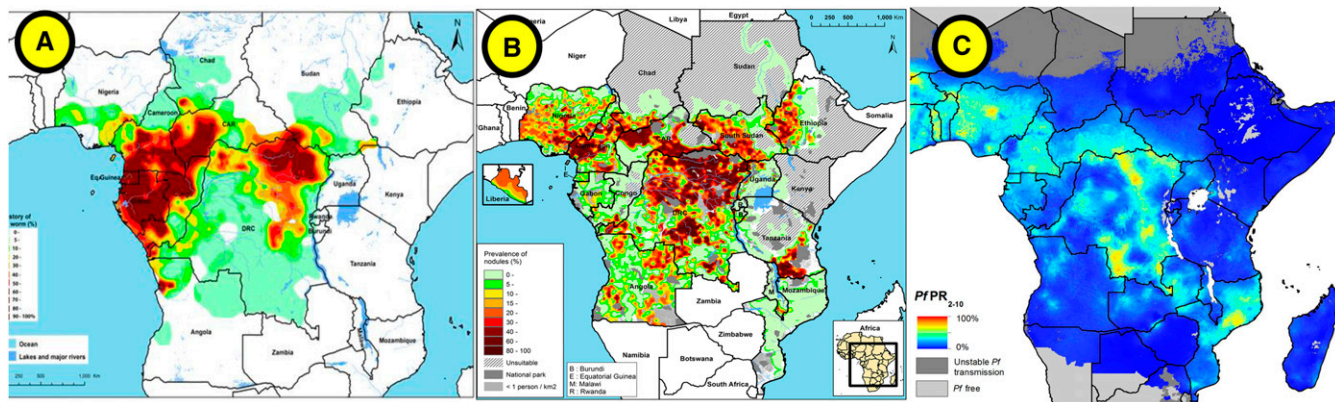 A
N
Chad
Sudan
Nigeria
Cameroon
CAR
Ethiopia
Eq.Guinea
Uganda
Kenya
Rwanda
Burundi
DRC
Tanzania
Angola
Zambia
Malawi
Mozambique
story of
worm (%)
0 -
5 -
10 -
20 -
30 -
40 -
50 -
60 -
70 -
80 -
90 - 100%
Ocean
Lakes and major rivers
250 500 1,000 Km
B
Libya
Egypt
0 250 500 1,000 Km
N
Niger
Chad
Sudan
Benin
Nigeria
Ghana
Ethiopia
Somalia
South Sudan
E
Uganda
Kenya
Gabon
Congo
Liberia
DRC
Tanzania
Angola
M
Mozambique
Zambia
Zimbabwe
Namibia
Botswana
South Africa
Africa
Prevalence of
nodules (%)
0 -
5 -
10 -
15 -
20 -
30 -
40 -
60 -
80 - 100
Unsuitable
National park
< 1 person / km2
B : Burundi
E : Equatorial Guinea
M: Malawi
R : Rwanda
C
Pf PR2-10
100%
0%
Unstable Pf
transmission
Pf free